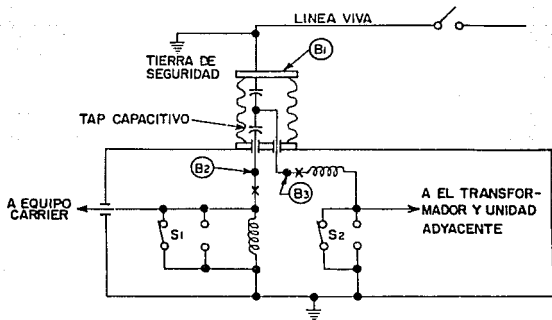 LINEA VIVA
B1
TIERRA DE
SEGURIDAD
TAP CAPACITIVO
B2
B3
A EQUIPO
CARRIER
S1
S2
A EL TRANSFOR-
MADOR Y UNIDAD
ADYACENTE